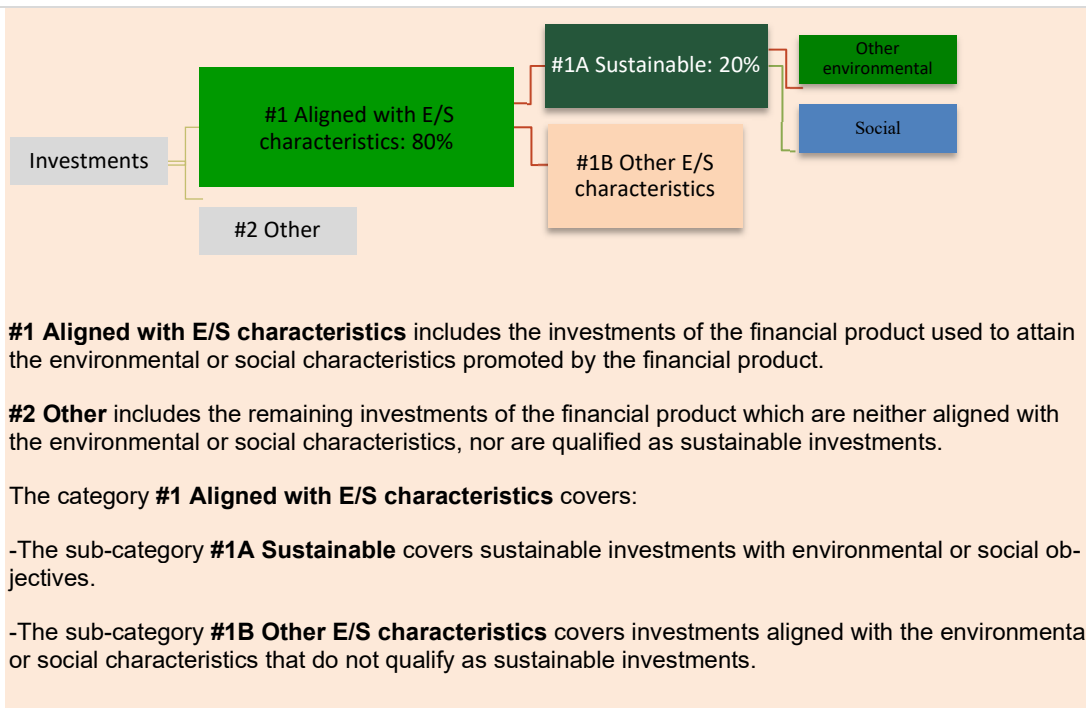 Investments
#1 Aligned with E/S
characteristics: 80%
#2 Other
#1A Sustainable: 20%
#1B Other E/S
characteristics
Other
environmental
Social
#1 Aligned with E/S characteristics includes the investments of the financial product used to attain
the environmental or social characteristics promoted by the financial product.
#2 Other includes the remaining investments of the financial product which are neither aligned with
the environmental or social characteristics, nor are qualified as sustainable investments.
The category #1 Aligned with E/S characteristics covers:
-The sub-category #1A Sustainable covers sustainable investments with environmental or social ob-
jectives.
-The sub-category #1B Other E/S characteristics covers investments aligned with the environmenta
or social characteristics that do not qualify as sustainable investments.